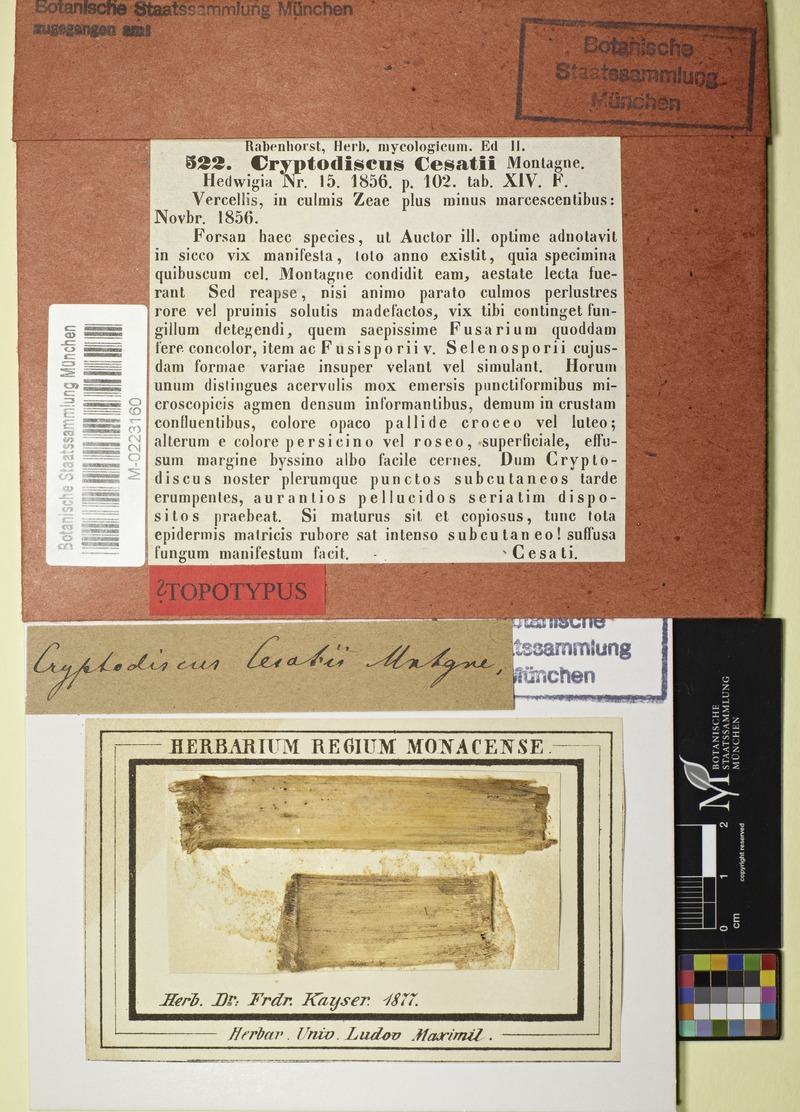 Botanische Staatssammlung München
zugegangen am:
Botanische
Staatssammlung
München
Rabenhorst, Herb. mycologicum. Ed II.
522. Cryptodiscus Cesatii Montagne.
Hedwigia Nr. 15. 1856. p. 102. tab. XIV. F.
Vercellis, in culmis Zeae plus minus marcescentibus:
Novbr. 1856.
Forsan haec species, ut Auctor ill. optime adnotavit
in sicco vix manifesta, toto anno existit, quia specimina
quibuscum cel. Montagne condidit eam, aestate lecta fue-
rant Sed reapse, nisi animo parato culmos perlustres
rore vel pruinis solutis madefactos, vix tibi continget fun-
gillum detegendi, quem saepissime Fusarium quoddam
fere concolor, item ac Fusisporii v. Selenosporii cujus-
dam formae variae insuper velant vel simulant. Horum
unum distingues acervulis mox emersis punctiformibus mi-
croscopicis agmen densum informantibus, demum in crustam
confluentibus, colore opaco pallide croceo vel luteo;
alterum e colore persicino vel roseo, superficiale, effu-
sum margine byssino albo facile cernes. Dum Crypto-
discus noster plerumque punctos subcutaneos tarde
erumpentes, aurantios pellucidos seriatim dispo-
sitos praebeat. Si maturus sit et copiosus, tunc tota
epidermis matricis rubore sat intenso subcutaneo! suffusa
fungum manifestum facit. Cesati.
Botanische Staatssammlung München
M-0223160
?TOPOTYPUS
Cryptodiscus Cesatii Mntgne,
otanische
tssammlung
München
HERBARIUM REGIUM MONACENSE.
Herb. Dr. Frdr. Kayser. 1877.
Herbar. Univ. Ludov Maximil.
BOTANISCHE
STAATSSAMMLUNG
MÜNCHEN
M
0 1 2
cm
copyright reserved